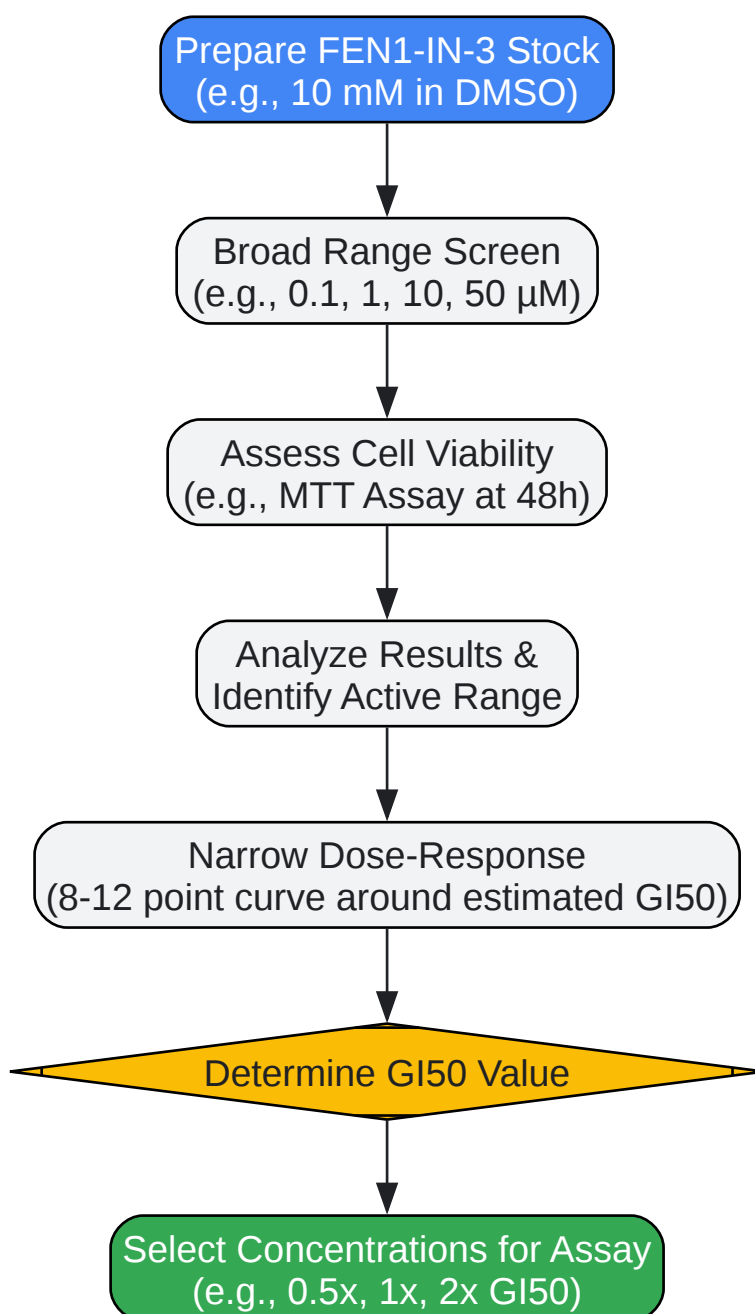 Prepare FEN1-IN-3 Stock
(e.g., 10 mM in DMSO)
Broad Range Screen
(e.g., 0.1, 1, 10, 50 µM)
Assess Cell Viability
(e.g., MTT Assay at 48h)
Analyze Results &
Identify Active Range
Narrow Dose-Response
(8-12 point curve around estimated GI50)
Determine GI50 Value
Select Concentrations for Assay
(e.g., 0.5x, 1x, 2x GI50)